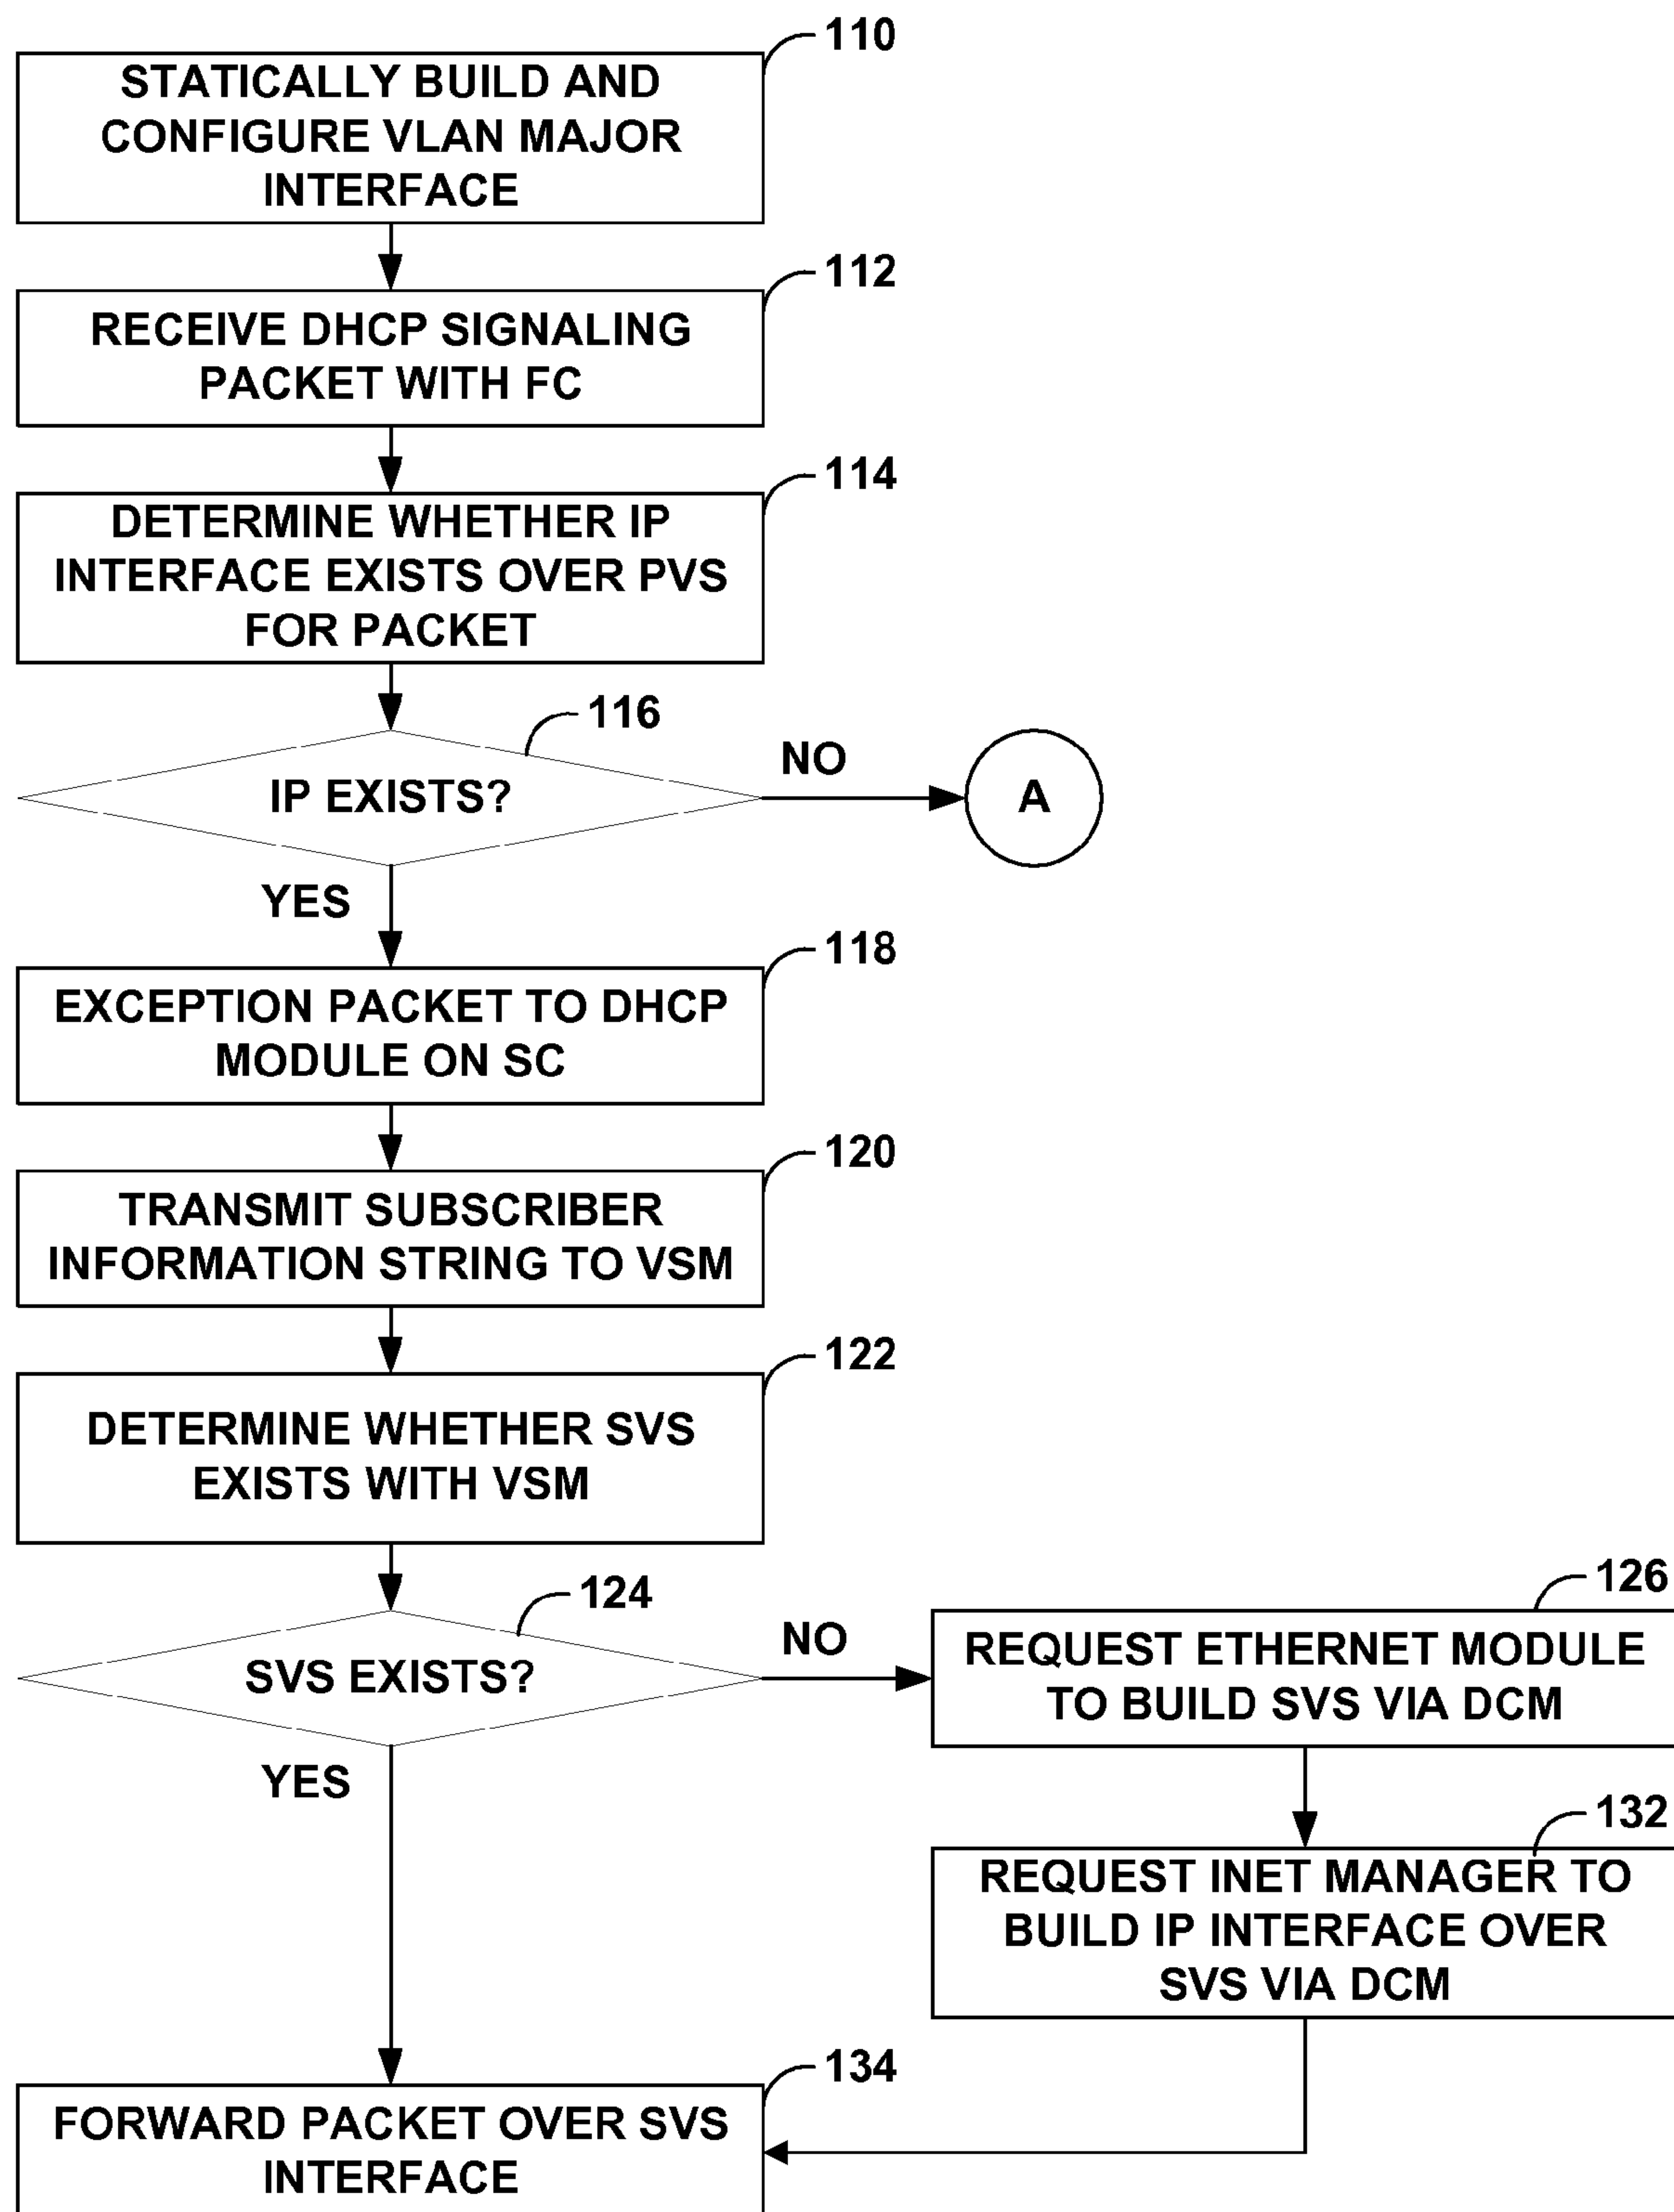 110
STATICALLY BUILD AND
CONFIGURE VLAN MAJOR
INTERFACE
112
RECEIVE DHCP SIGNALING
PACKET WITH FC
114
DETERMINE WHETHER IP
INTERFACE EXISTS OVER PVS
FOR PACKET
116
IP EXISTS?
NO
A
YES
118
EXCEPTION PACKET TO DHCP
MODULE ON SC
120
TRANSMIT SUBSCRIBER
INFORMATION STRING TO VSM
122
DETERMINE WHETHER SVS
EXISTS WITH VSM
124
SVS EXISTS?
NO
126
REQUEST ETHERNET MODULE
TO BUILD SVS VIA DCM
YES
132
REQUEST INET MANAGER TO
BUILD IP INTERFACE OVER
SVS VIA DCM
134
FORWARD PACKET OVER SVS
INTERFACE